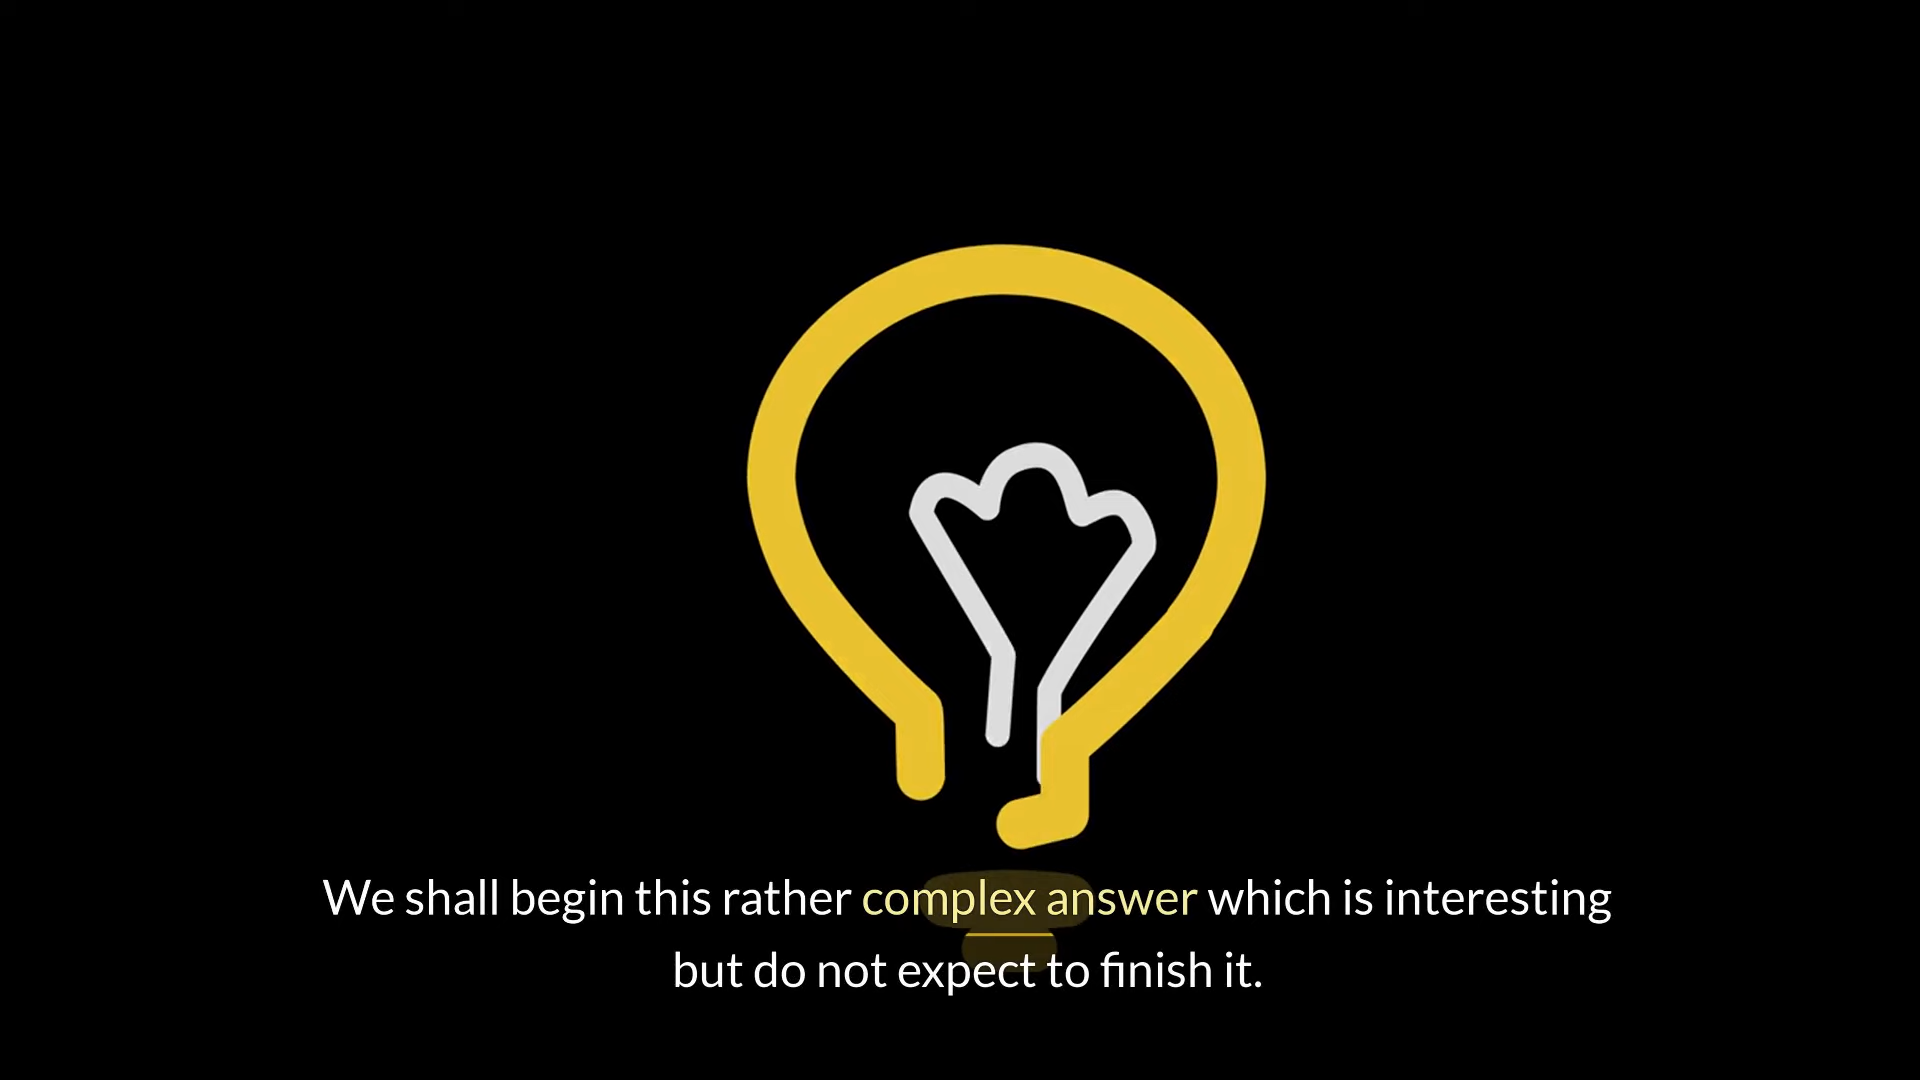 We shall begin this rather complex answer which is interesting
but do not expect to finish it.